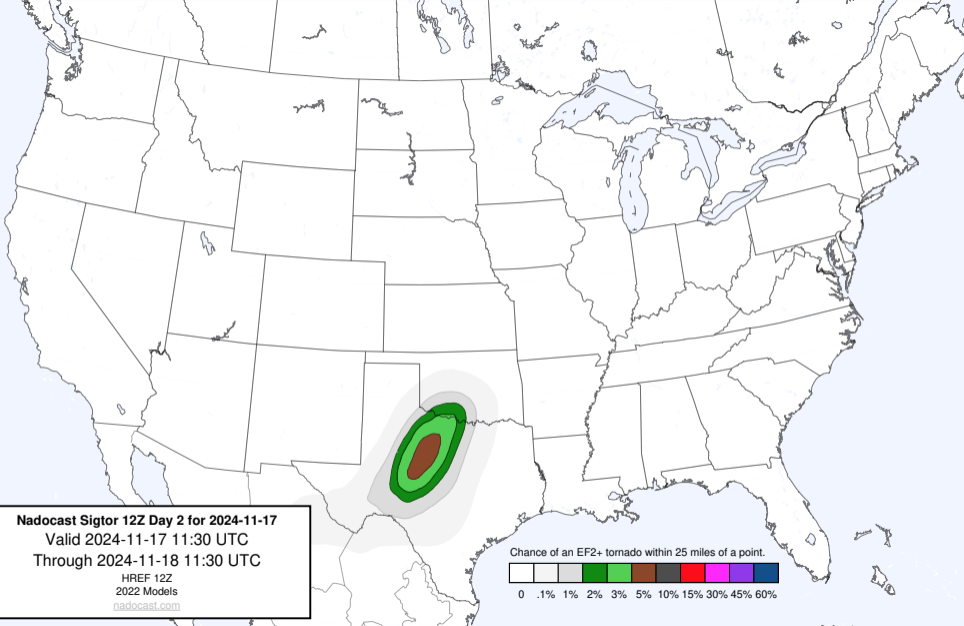 Nadocast Sigtor 12Z Day 2 for 2024-11-17
Valid 2024-11-17 11:30 UTC
Through 2024-11-18 11:30 UTC
HREF 12Z
2022 Models
nadocast.com
Chance of an EF2+ tornado within 25 miles of a point.
0 .1% 1% 2% 3% 5% 10% 15% 30% 45% 60%